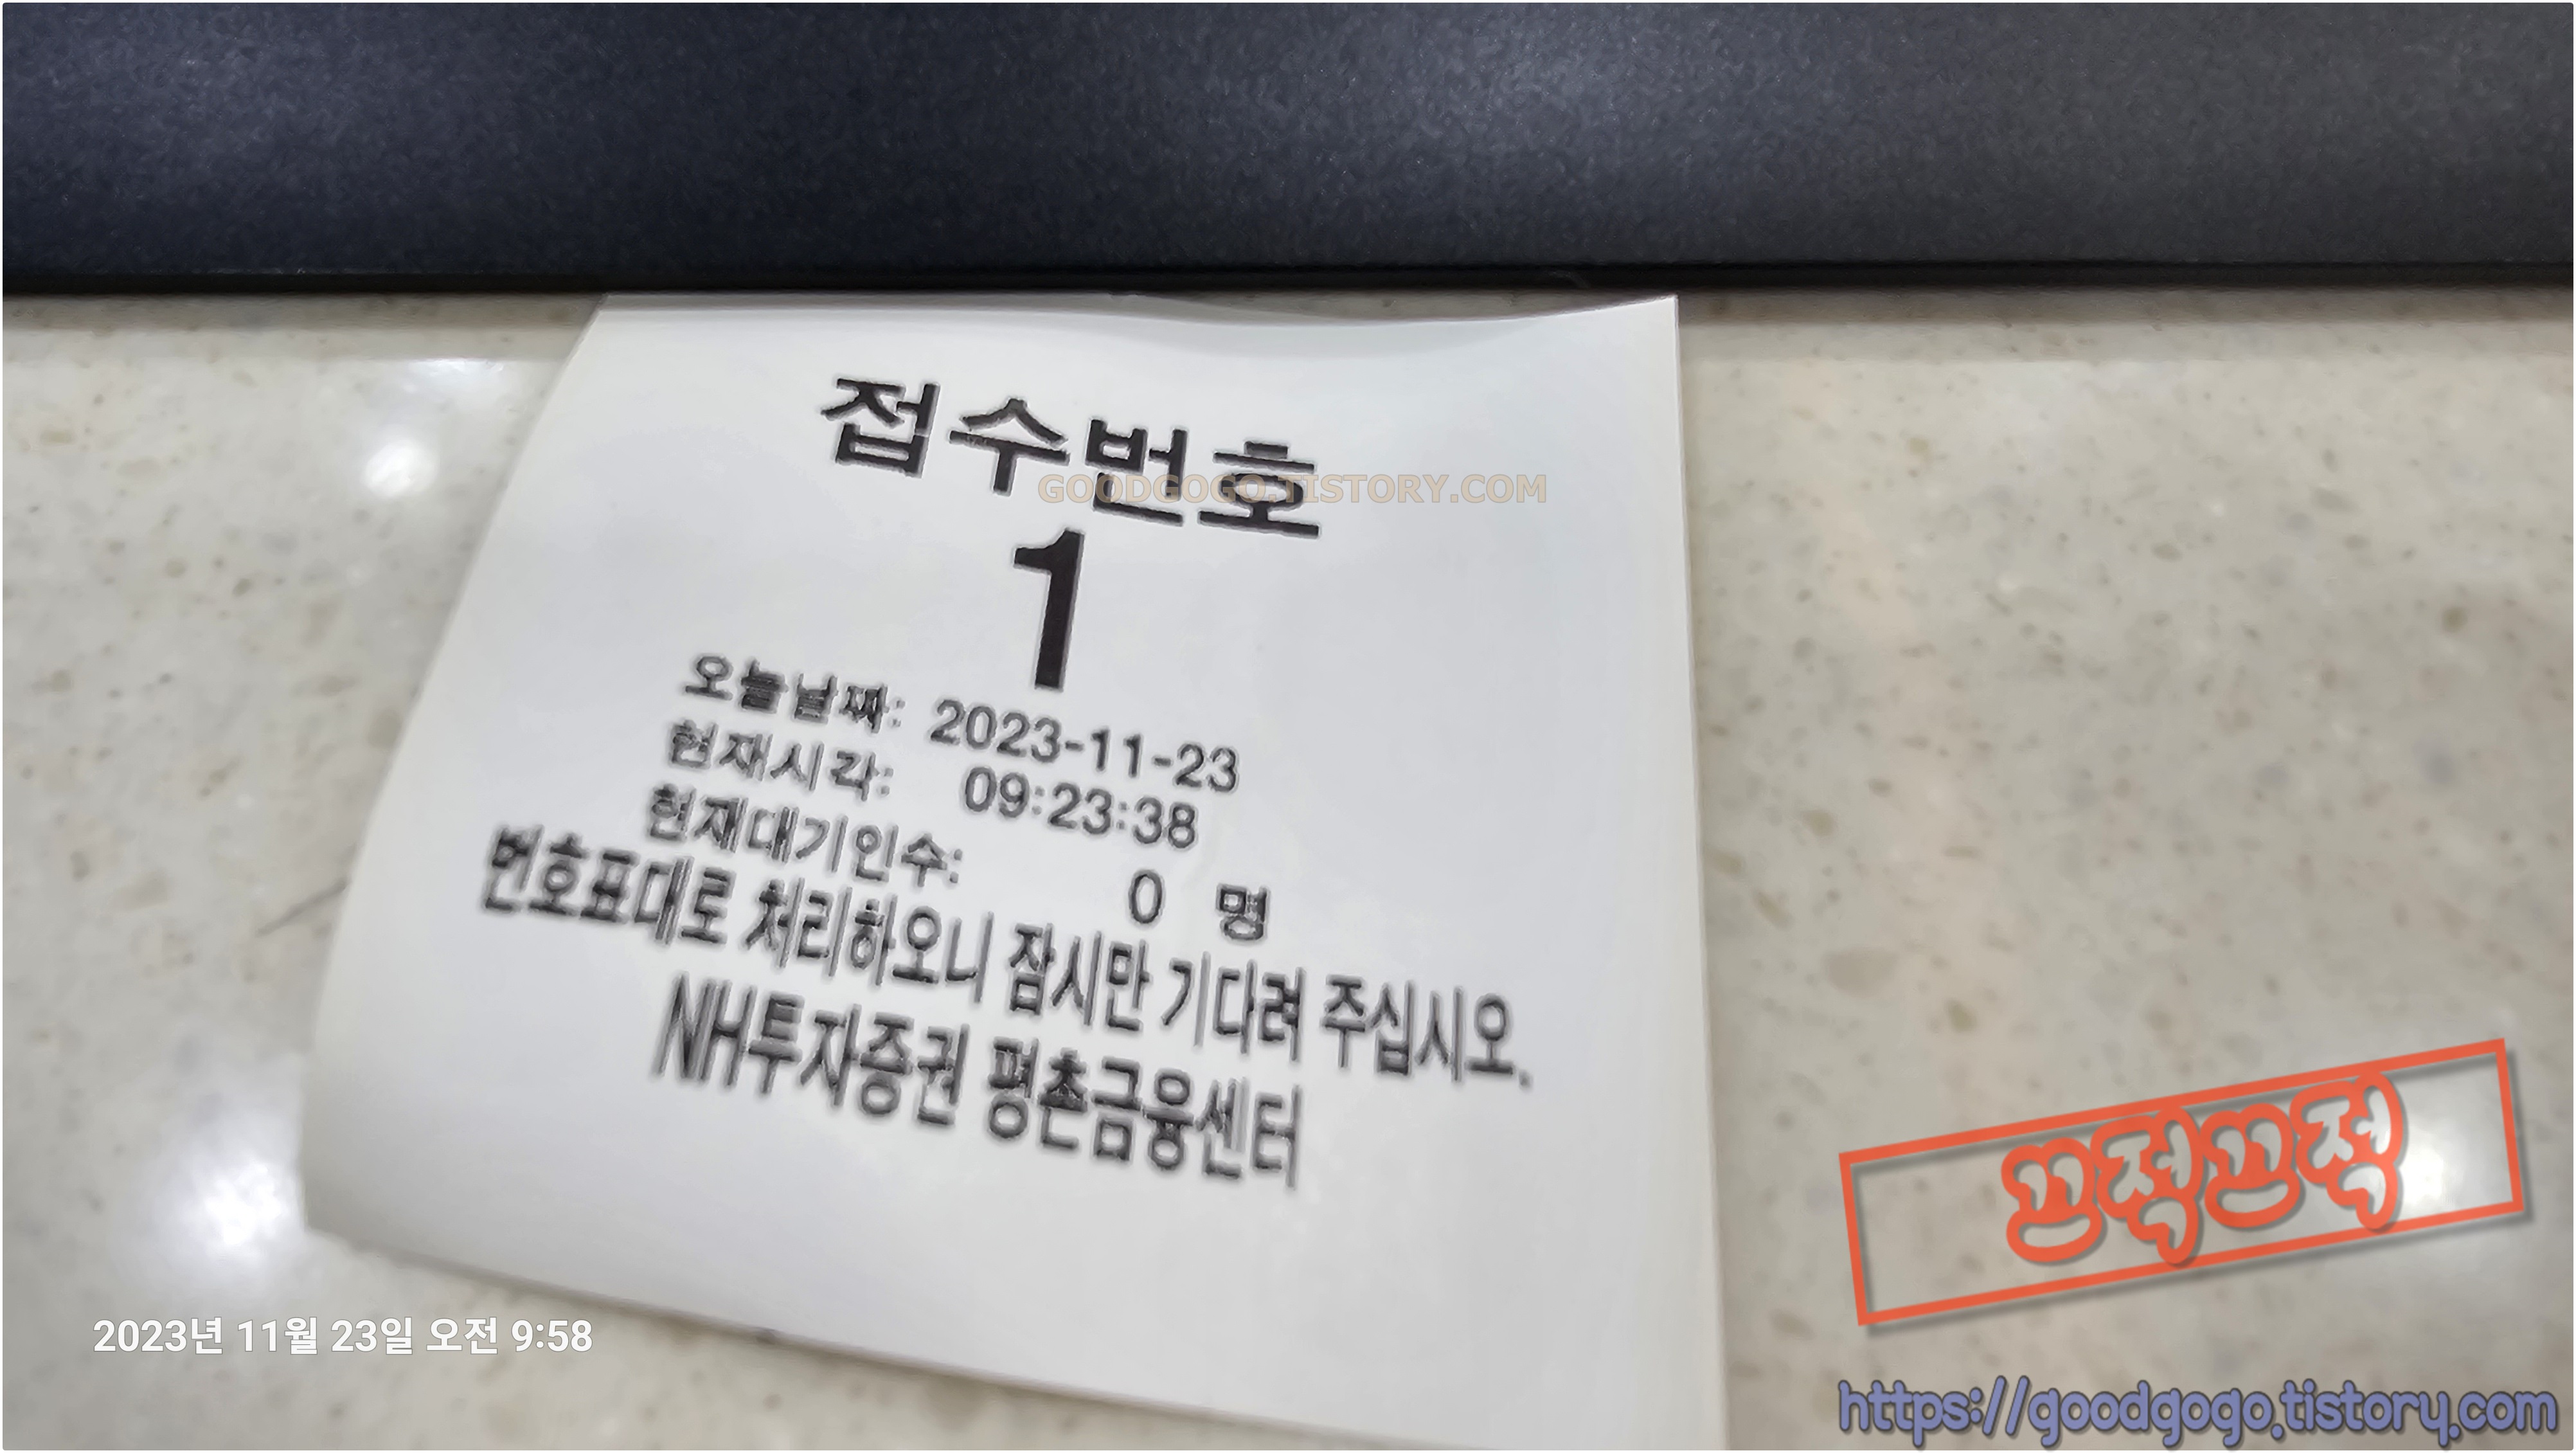 접수번호
GOODGOGO.TISTORY.COM
1
오늘날짜: 2023-11-23
현재시각: 09:23:38
현재대기인수: 0 명
번호표대로 처리하오니 잠시만 기다려 주십시오.
NH투자증권 평촌금융센터
쯔적쯔적
2023년 11월 23일 오전 9:58
https://goodgogo.tistory.com